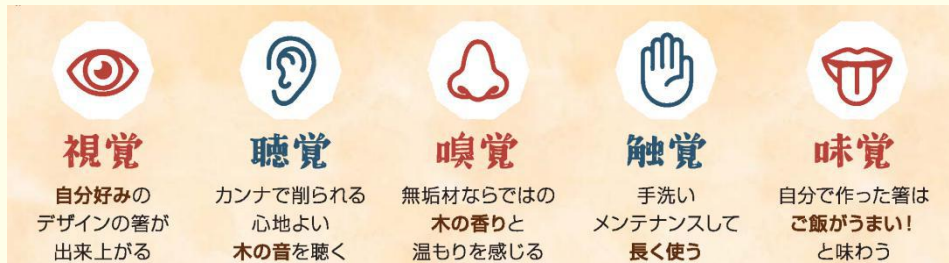 視覚
自分好みの
デザインの箸が
出来上がる
聴覚
カンナで削られる
心地よい
木の音を聴く
嗅覚
無垢材ならではの
木の香りと
温もりを感じる
触覚
手洗い
メンテナンスして
長く使う
味覚
自分で作った箸は
ご飯がうまい!
と味わう